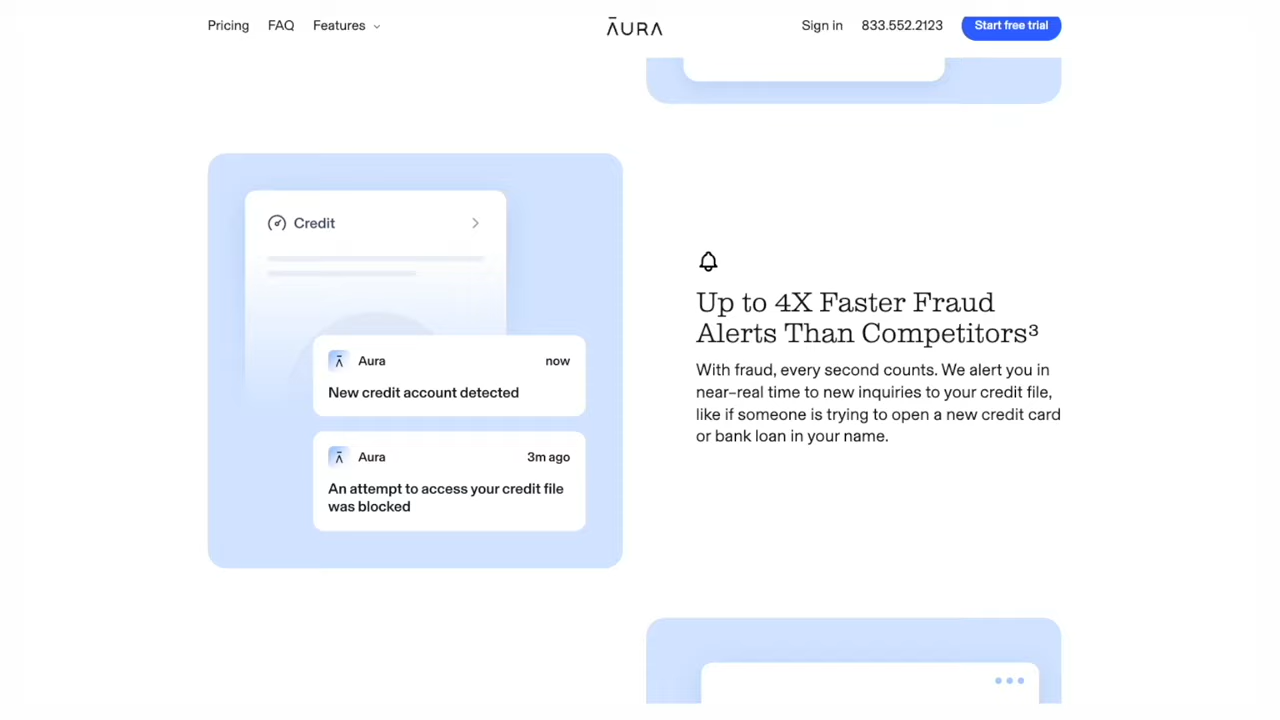 Pricing FAQ Features
ĀURA
Sign in 833.552.2123 Start free trial
Credit
Aura now
New credit account detected
Aura 3m ago
An attempt to access your credit file
was blocked
Up to 4X Faster Fraud
Alerts Than Competitors³
With fraud, every second counts. We alert you in
near-real time to new inquiries to your credit file,
like if someone is trying to open a new credit card
or bank loan in your name.